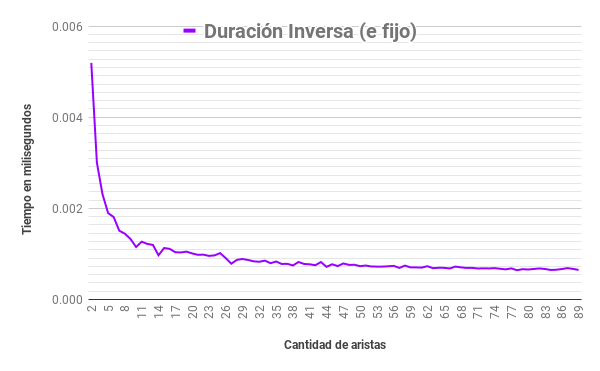 Duración Inversa (e fijo)
0.006
0.004
0.002
0.000
Tiempo en milisegundos
2 5 8 11 14 17 20 23 26 29 32 35 38 41 44 47 50 53 56 59 62 65 68 71 74 77 80 83 86 89
Cantidad de aristas